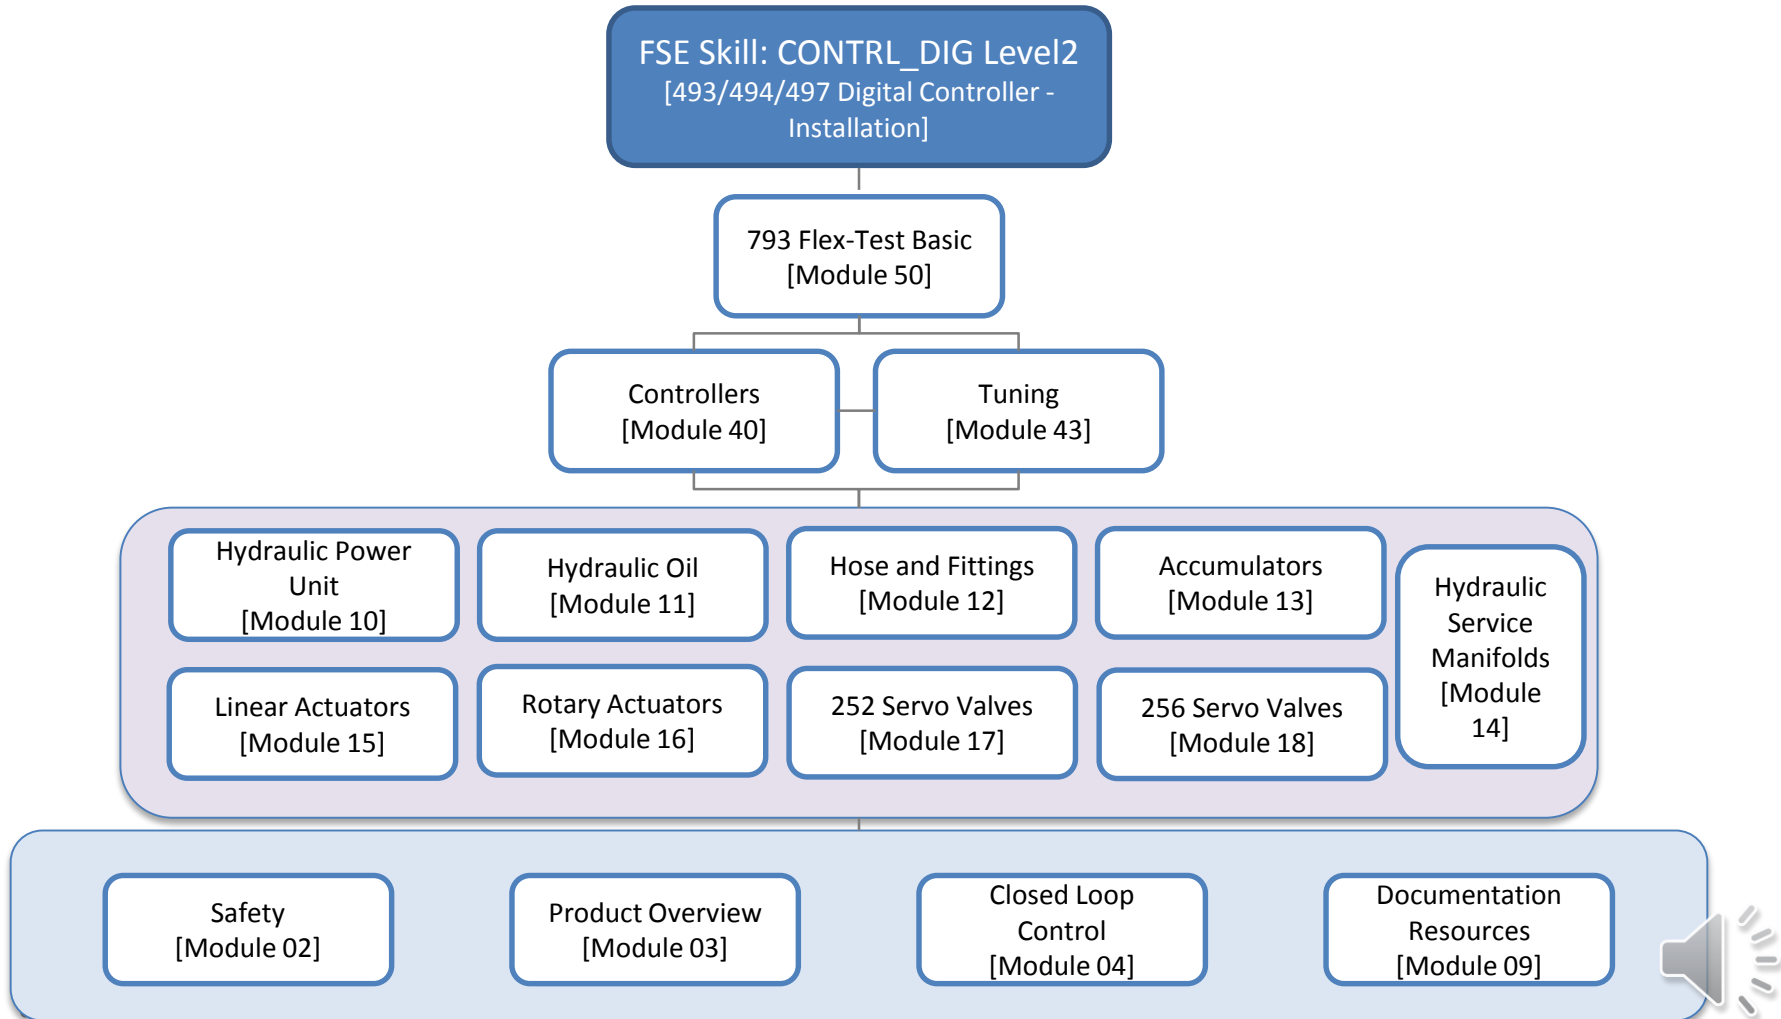 FSE Skill: CONTRL_DIG Level2
[493/494/497 Digital Controller -
Installation]
793 Flex-Test Basic
[Module 50]
Controllers
[Module 40]
Tuning
[Module 43]
Hydraulic Power
Unit
[Module 10]
Hydraulic Oil
[Module 11]
Hose and Fittings
[Module 12]
Accumulators
[Module 13]
Hydraulic
Service
Manifolds
[Module
14]
Linear Actuators
[Module 15]
Rotary Actuators
[Module 16]
252 Servo Valves
[Module 17]
256 Servo Valves
[Module 18]
Safety
[Module 02]
Product Overview
[Module 03]
Closed Loop
Control
[Module 04]
Documentation
Resources
[Module 09]